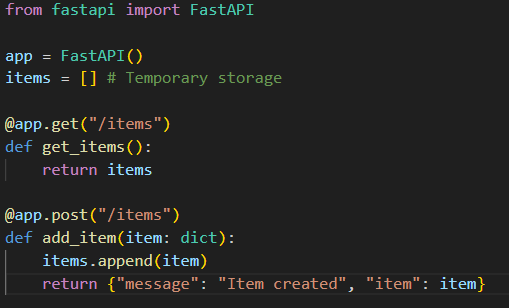 from fastapi import FastAPI
app = FastAPI()
items = [] # Temporary storage
@app.get("/items")
def get_items():
    return items
@app.post("/items")
def add_item(item: dict):
    items.append(item)
    return {"message": "Item created", "item": item}